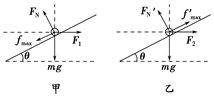 F_N F_N′ f′_max
f_max F_1 F_2
θ mg θ mg
甲 乙